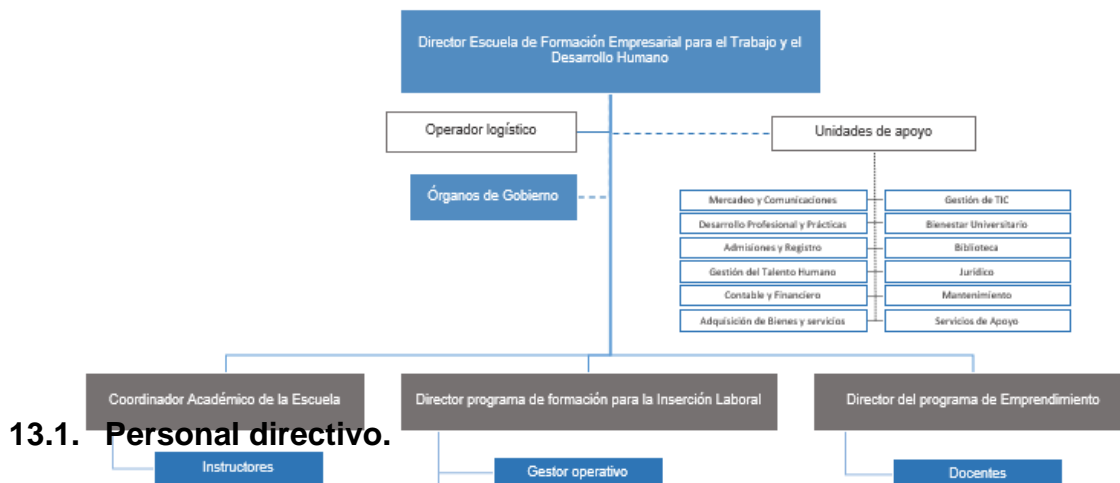 Director Escuela de Formación Empresarial para el Trabajo y el
Desarrollo Humano
Operador logístico
Unidades de apoyo
Órganos de Gobierno
Mercadeo y Comunicaciones
Gestión de TIC
Desarrollo Profesional y Prácticas
Bienestar Universitario
Admisiones y Registro
Biblioteca
Gestión del Talento Humano
Jurídico
Contable y Financiero
Mantenimiento
Adquisición de Bienes y servicios
Servicios de Apoyo
Coordinador Académico de la Escuela
Director programa de formación para la Inserción Laboral
Director del programa de Emprendimiento
13.1. Personal directivo.
Instructores
Gestor operativo
Docentes